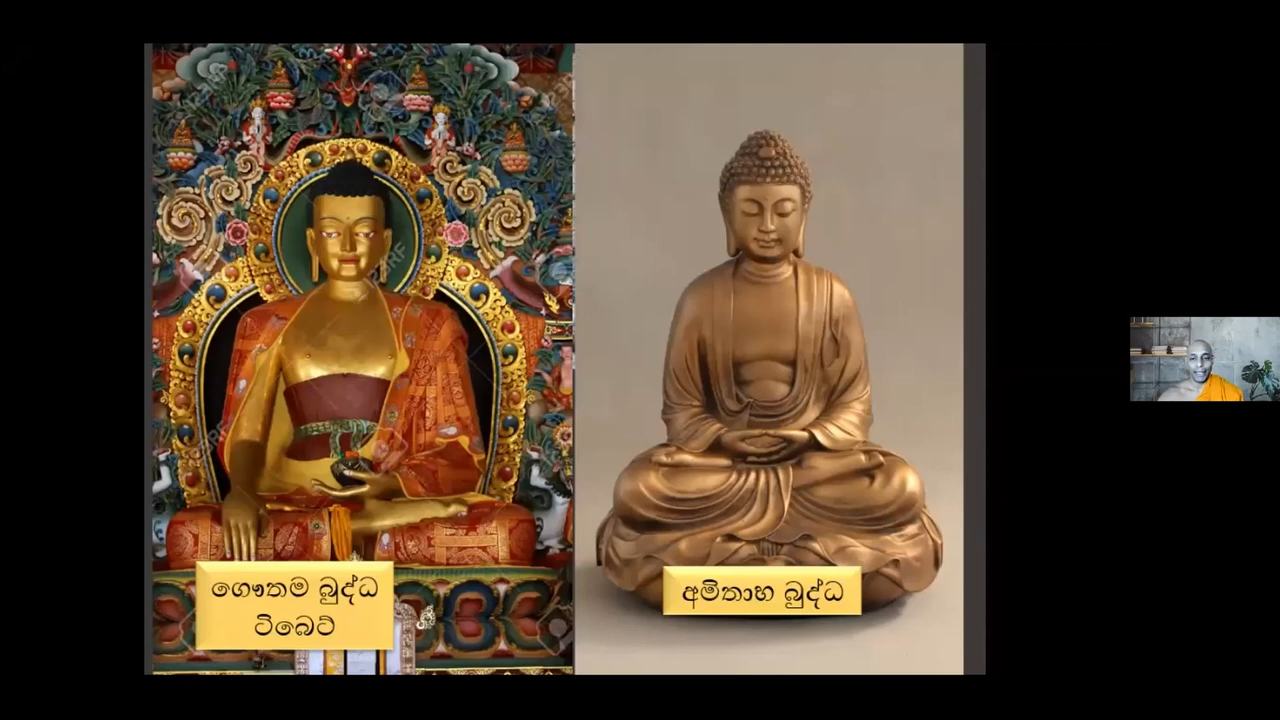 ගෞතම බුද්ධ
ටිබෙට්
අමිතාභ බුද්ධ